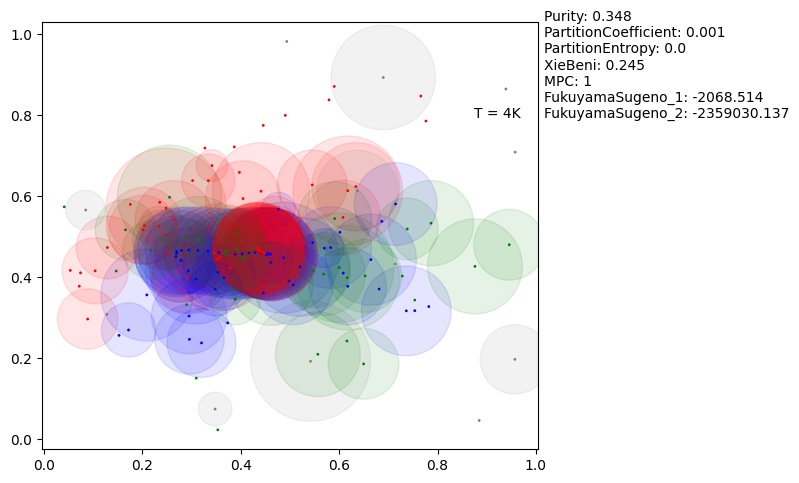 Purity: 0.348
PartitionCoefficient: 0.001
PartitionEntropy: 0.0
XieBeni: 0.245
MPC: 1
FukuyamaSugeno_1: -2068.514
FukuyamaSugeno_2: -2359030.137
T = 4K
1.0
0.8
0.6
0.4
0.2
0.0
0.0 0.2 0.4 0.6 0.8 1.0